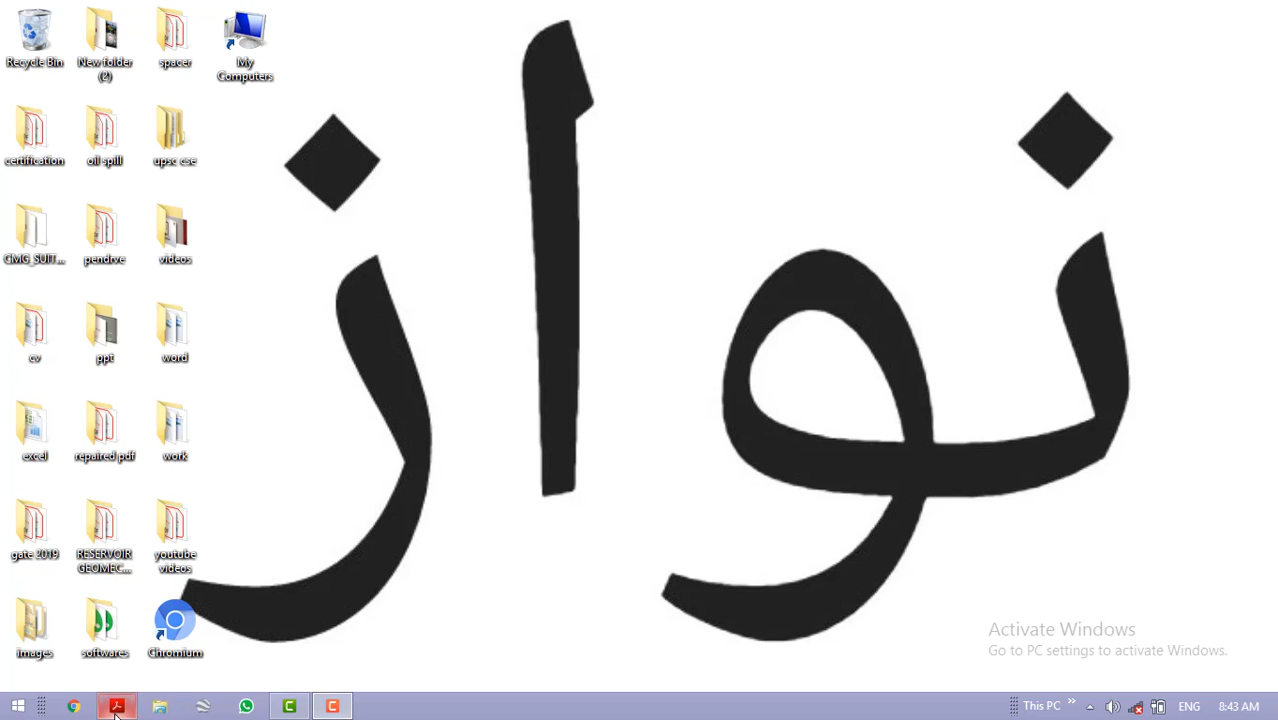 Recycle Bin
New folder (2)
spacer
My Computers
certification
oil spill
upsc cse
CMG_SUIT...
pendrve
videos
cv
ppt
word
excel
repaired pdf
work
gate 2019
RESERVOIR GEOMEC...
youtube videos
images
softwares
Chromium
نواز
Activate Windows
Go to PC settings to activate Windows.
This PC
ENG
8:43 AM